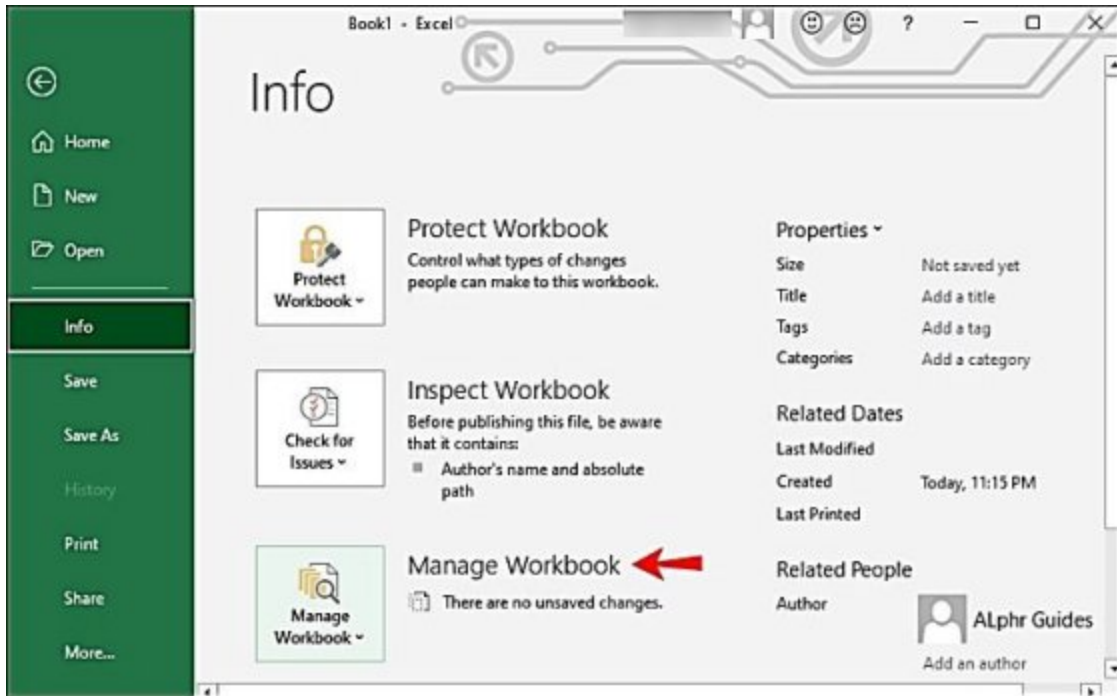 Book1 - Excel
?
Info
Home
New
Open
Info
Save
Save As
History
Print
Share
More...
Protect
Workbook
Protect Workbook
Control what types of changes
people can make to this workbook.
Check for
Issues
Inspect Workbook
Before publishing this file, be aware
that it contains:
Author's name and absolute
path
Manage
Workbook
Manage Workbook
There are no unsaved changes.
Properties
Size Not saved yet
Title Add a title
Tags Add a tag
Categories Add a category
Related Dates
Last Modified
Created Today, 11:15 PM
Last Printed
Related People
Author ALphr Guides
Add an author